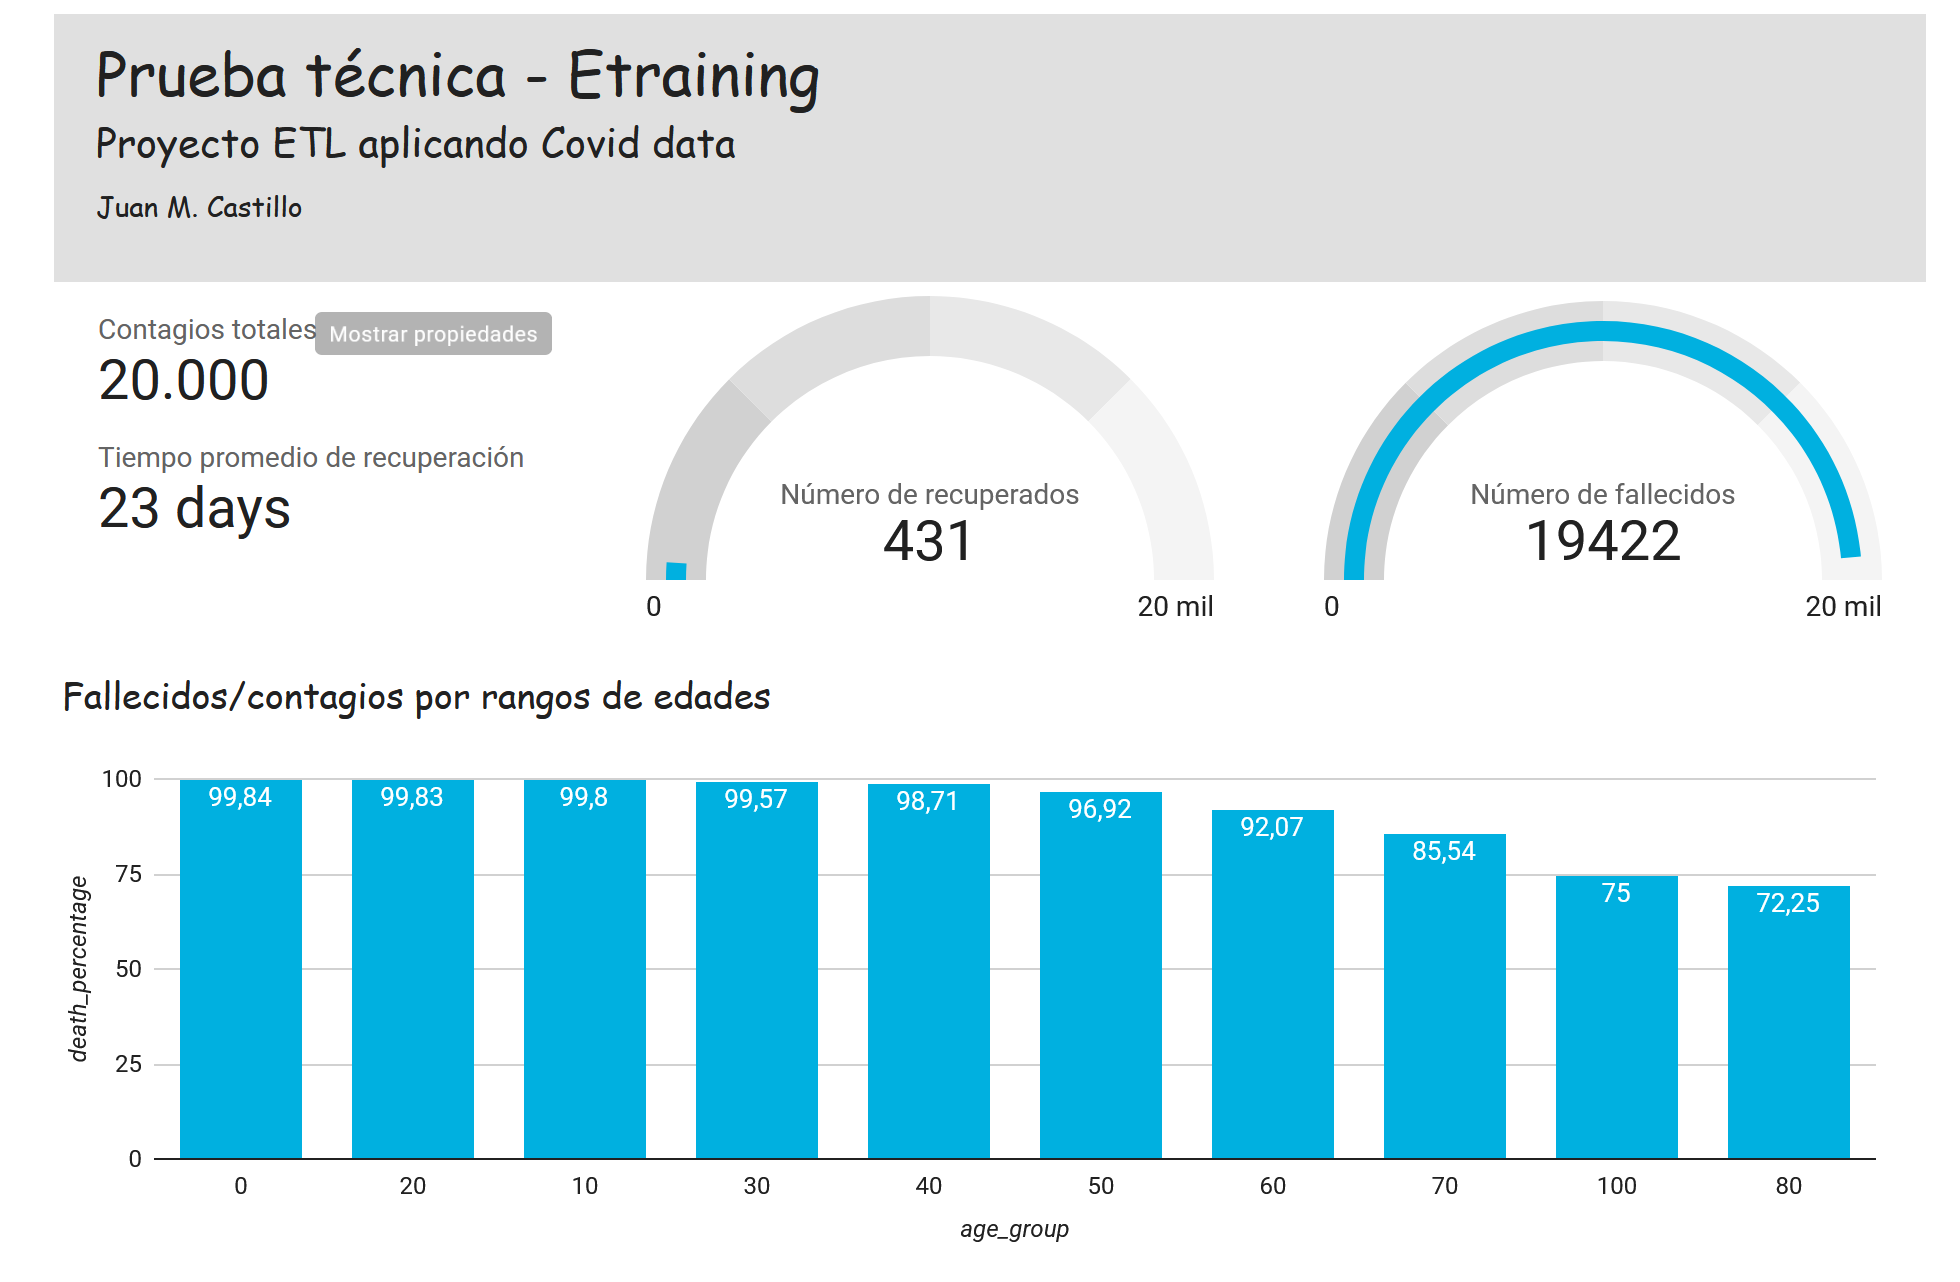 Prueba técnica - Etraining
Proyecto ETL aplicando Covid data
Juan M. Castillo
Contagios totales
Mostrar propiedades
20.000
Tiempo promedio de recuperación
23 days
Número de recuperados
431
0
20 mil
Número de fallecidos
19422
0
20 mil
Fallecidos/contagios por rangos de edades
death_percentage
100
75
50
25
0
99,84
99,83
99,8
99,57
98,71
96,92
92,07
85,54
75
72,25
0
20
10
30
40
50
60
70
100
80
age_group